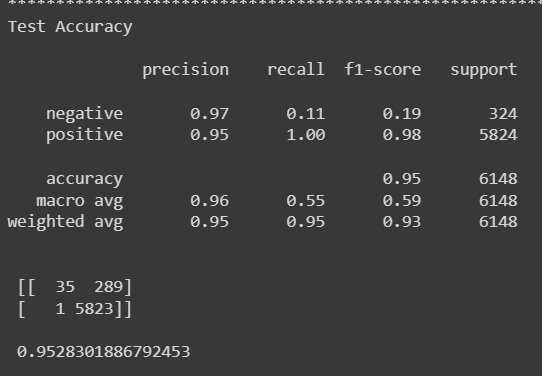 ********************************************************
Test Accuracy
precision recall f1-score support
negative 0.97 0.11 0.19 324
positive 0.95 1.00 0.98 5824
accuracy 0.95 6148
macro avg 0.96 0.55 0.59 6148
weighted avg 0.95 0.95 0.93 6148
[[ 35 289]
[ 1 5823]]
0.9528301886792453